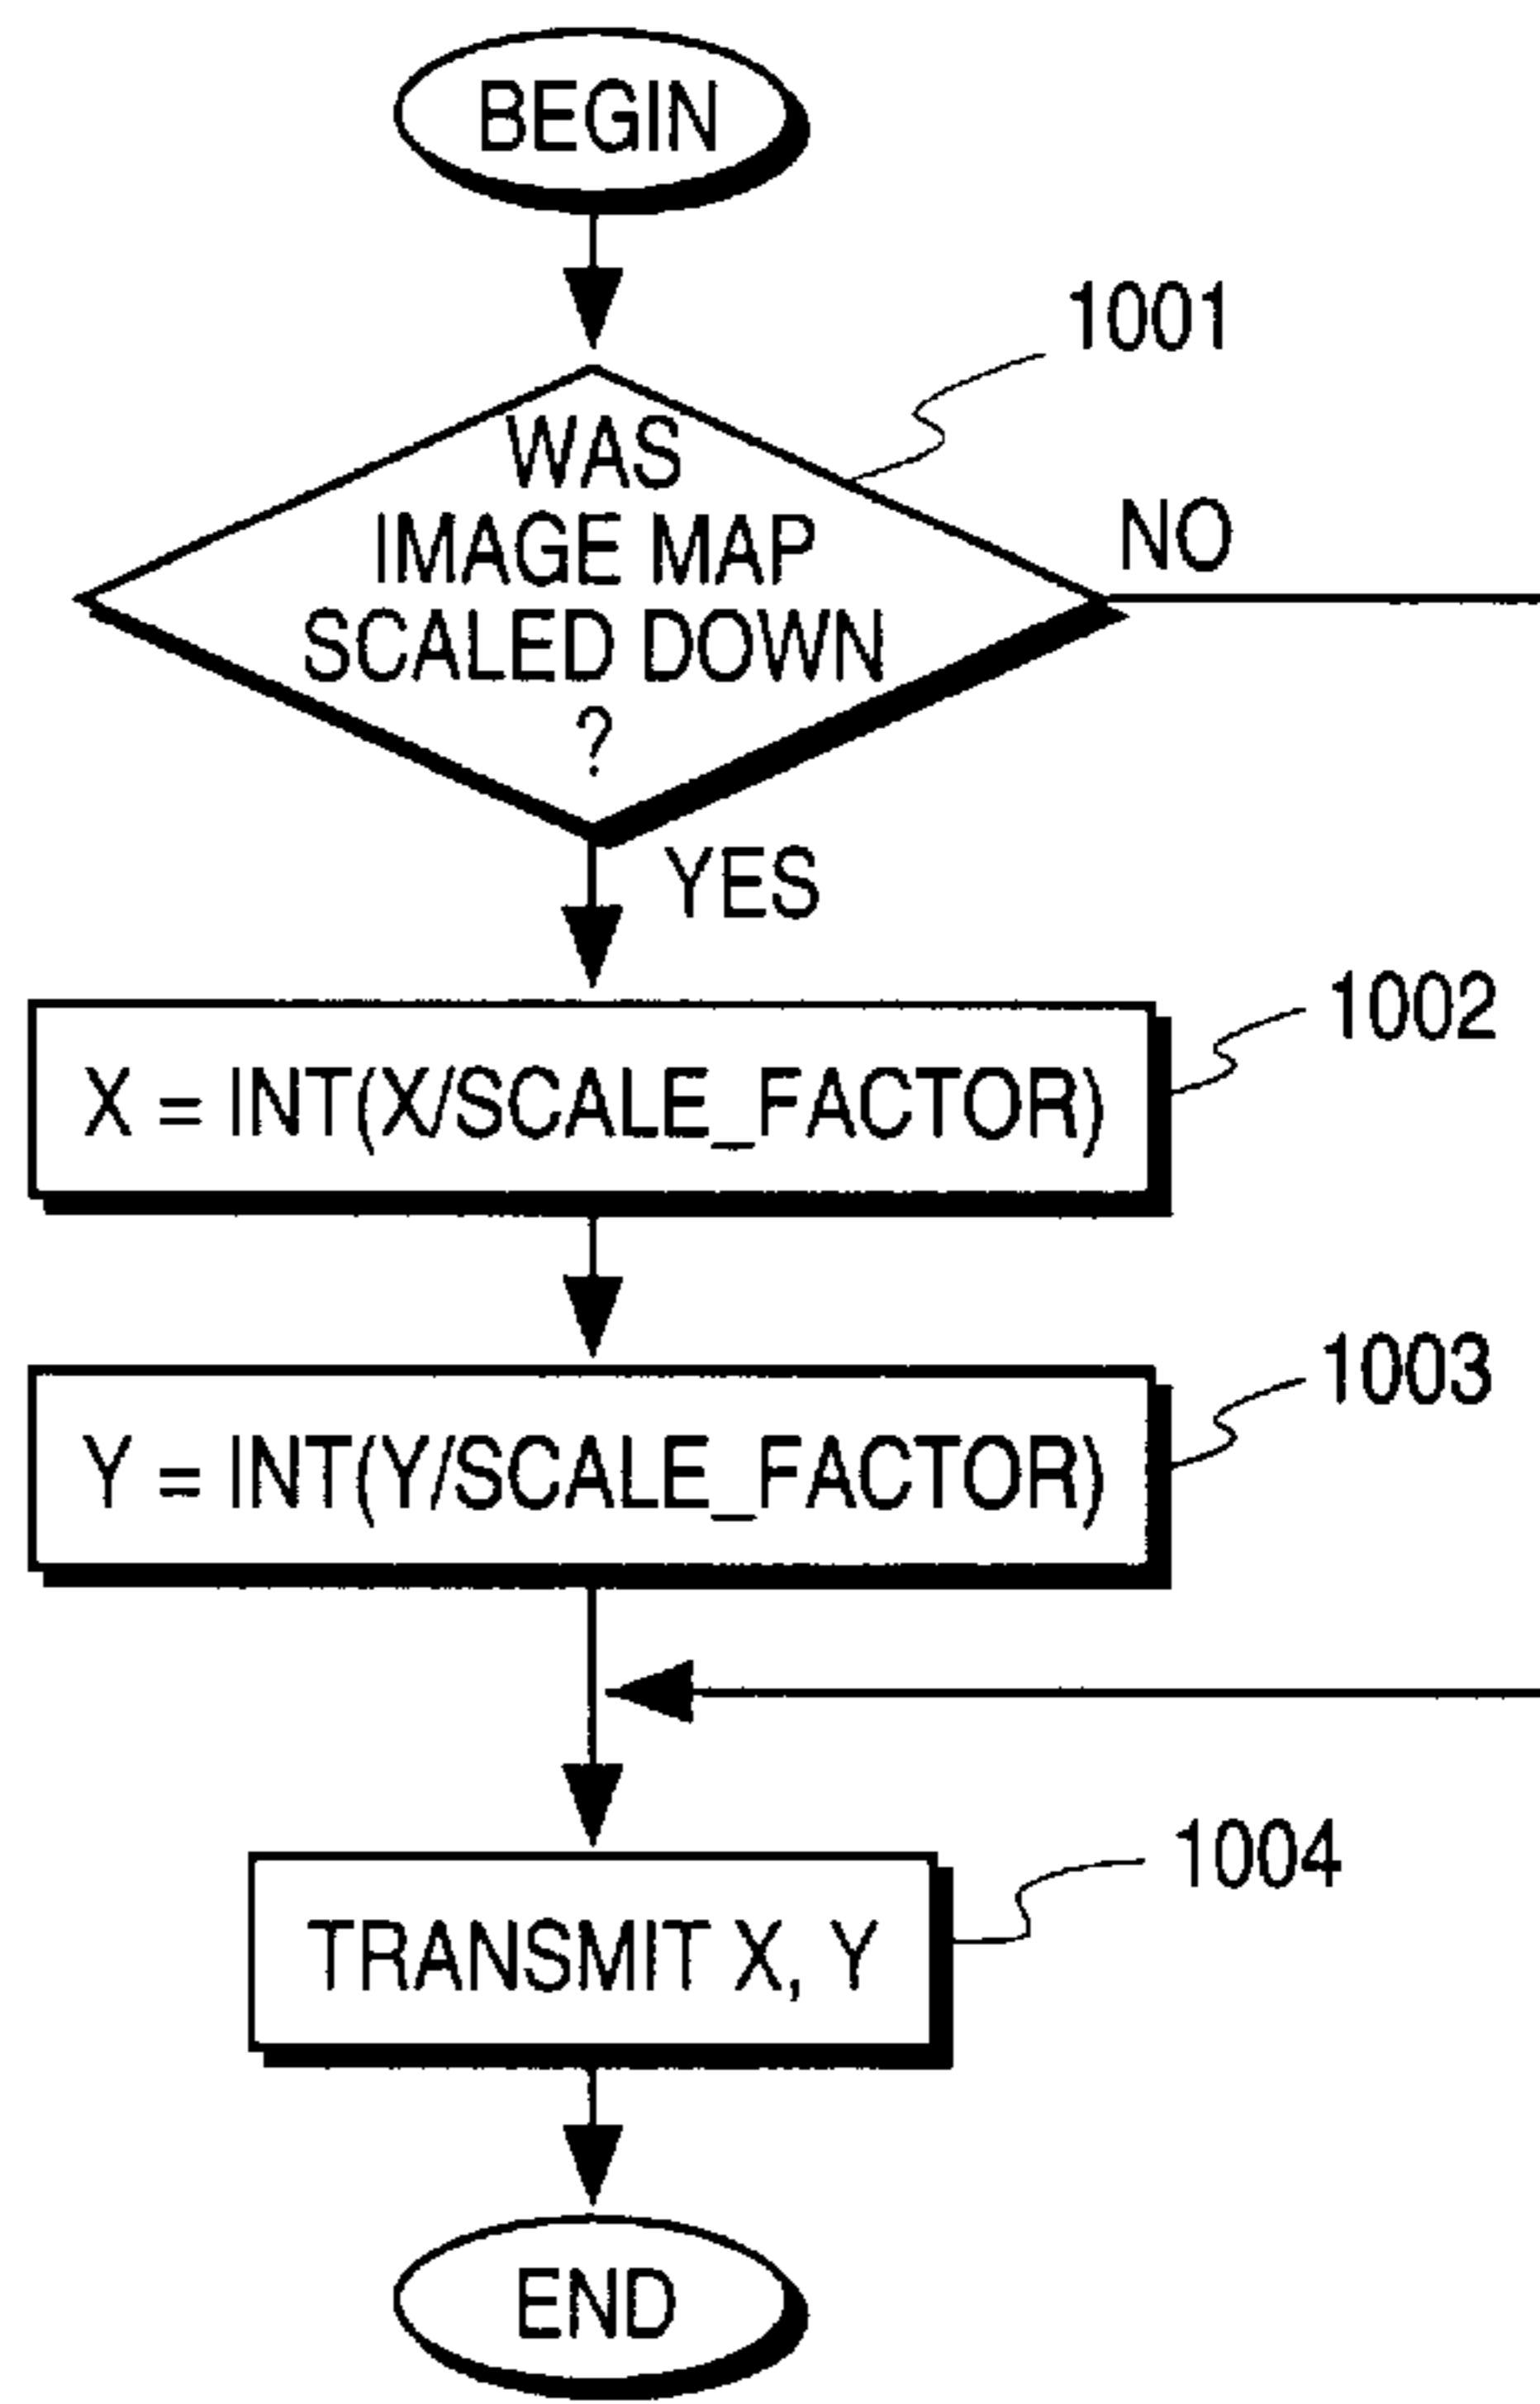 BEGIN
1001
WAS
IMAGE MAP
SCALED DOWN
?
NO
YES
1002
X = INT(X/SCALE_FACTOR)
1003
Y = INT(Y/SCALE_FACTOR)
1004
TRANSMIT X, Y
END